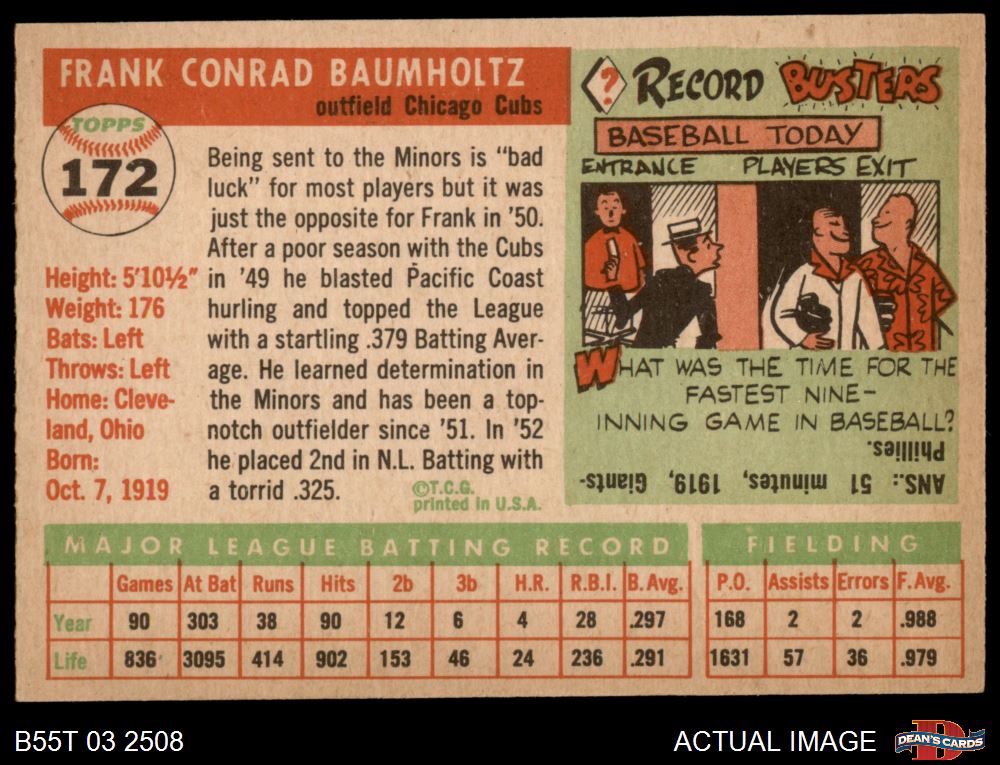 FRANK CONRAD BAUMHOLTZ
outfield Chicago Cubs
TOPPS
172
Height: 5'10½"
Weight: 176
Bats: Left
Throws: Left
Home: Cleve-
land, Ohio
Born:
Oct. 7, 1919
Being sent to the Minors is "bad
luck" for most players but it was
just the opposite for Frank in '50.
After a poor season with the Cubs
in '49 he blasted Pacific Coast
hurling and topped the League
with a startling .379 Batting Aver-
age. He learned determination in
the Minors and has been a top-
notch outfielder since '51. In '52
he placed 2nd in N.L. Batting with
a torrid .325.
©T.C.G.
printed in U.S.A.
? RECORD BUSTERS
BASEBALL TODAY
ENTRANCE PLAYERS EXIT
WHAT WAS THE TIME FOR THE
FASTEST NINE-
INNING GAME IN BASEBALL?
ANS.: 51 minutes, 1919, Giants-
Phillies.
MAJOR LEAGUE BATTING RECORD
Games At Bat Runs Hits 2b 3b H.R. R.B.I. B. Avg.
Year 90 303 38 90 12 6 4 28 .297
Life 836 3095 414 902 153 46 24 236 .291
FIELDING
P.O. Assists Errors F. Avg.
168 2 2 .988
1631 57 36 .979
B55T 03 2508
ACTUAL IMAGE
DEAN'S CARDS